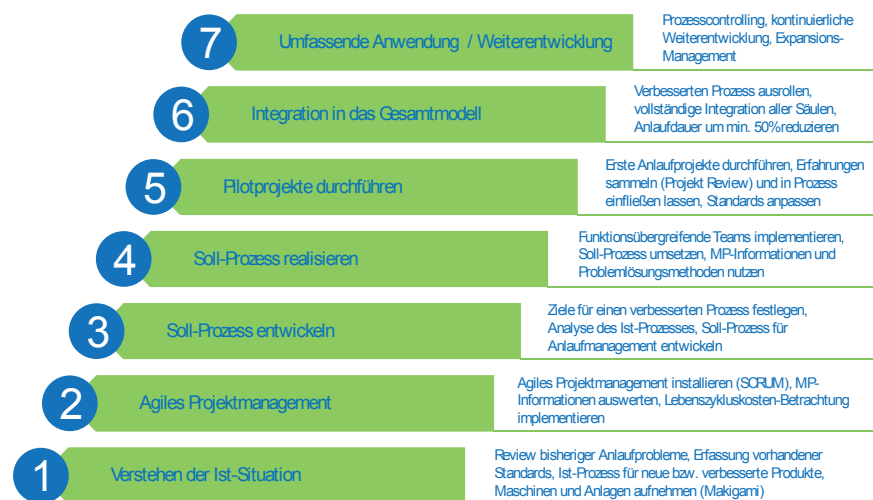 7
Umfassende Anwendung / Weiterentwicklung
Prozesscontrolling, kontinuierliche
Weiterentwicklung, Expansions-
Management
6
Integration in das Gesamtmodell
Verbesserten Prozess ausrollen,
vollständige Integration aller Säulen,
Anlaufdauer um min. 50% reduzieren
5
Pilotprojekte durchführen
Erste Anlaufprojekte durchführen, Erfahrungen
sammeln (Projekt Review) und in Prozess
einfließen lassen, Standards anpassen
4
Soll-Prozess realisieren
Funktionsübergreifende Teams implementieren,
Soll-Prozess umsetzen, MP-Informationen und
Problemlösungsmethoden nutzen
3
Soll-Prozess entwickeln
Ziele für einen verbesserten Prozess festlegen,
Analyse des Ist-Prozesses, Soll-Prozess für
Anlaufmanagement entwickeln
2
Agiles Projektmanagement
Agiles Projektmanagement installieren (SCRUM), MP-
Informationen auswerten, Lebenszykluskosten-Betrachtung
implementieren
1
Verstehen der Ist-Situation
Review bisheriger Anlaufprobleme, Erfassung vorhandener
Standards, Ist-Prozess für neue bzw. verbesserte Produkte,
Maschinen und Anlagen aufnehmen (Makigami)